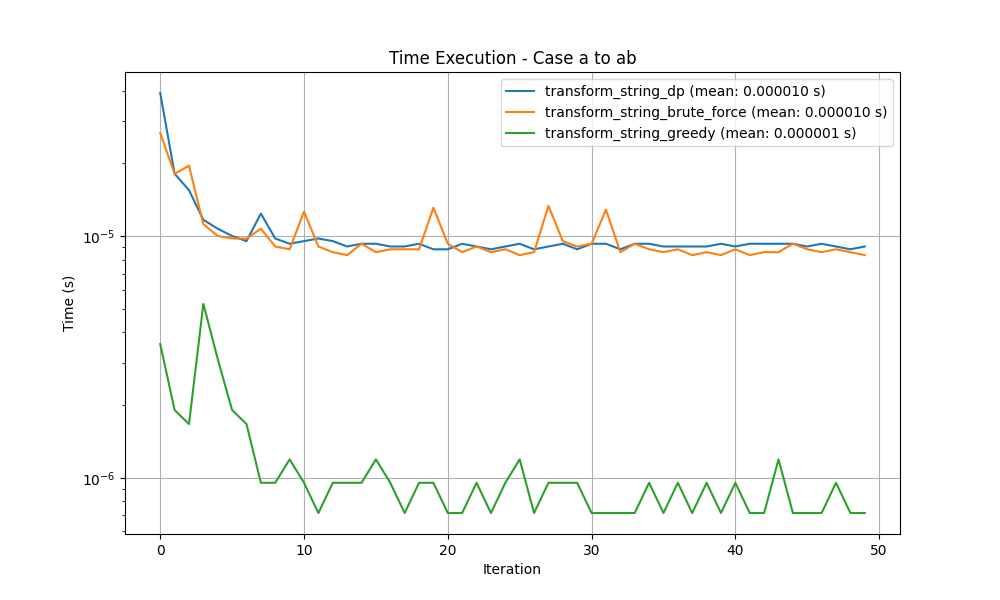 Time Execution - Case a to ab
transform_string_dp (mean: 0.000010 s)
transform_string_brute_force (mean: 0.000010 s)
transform_string_greedy (mean: 0.000001 s)
Time (s)
10⁻⁵
10⁻⁶
0 10 20 30 40 50
Iteration